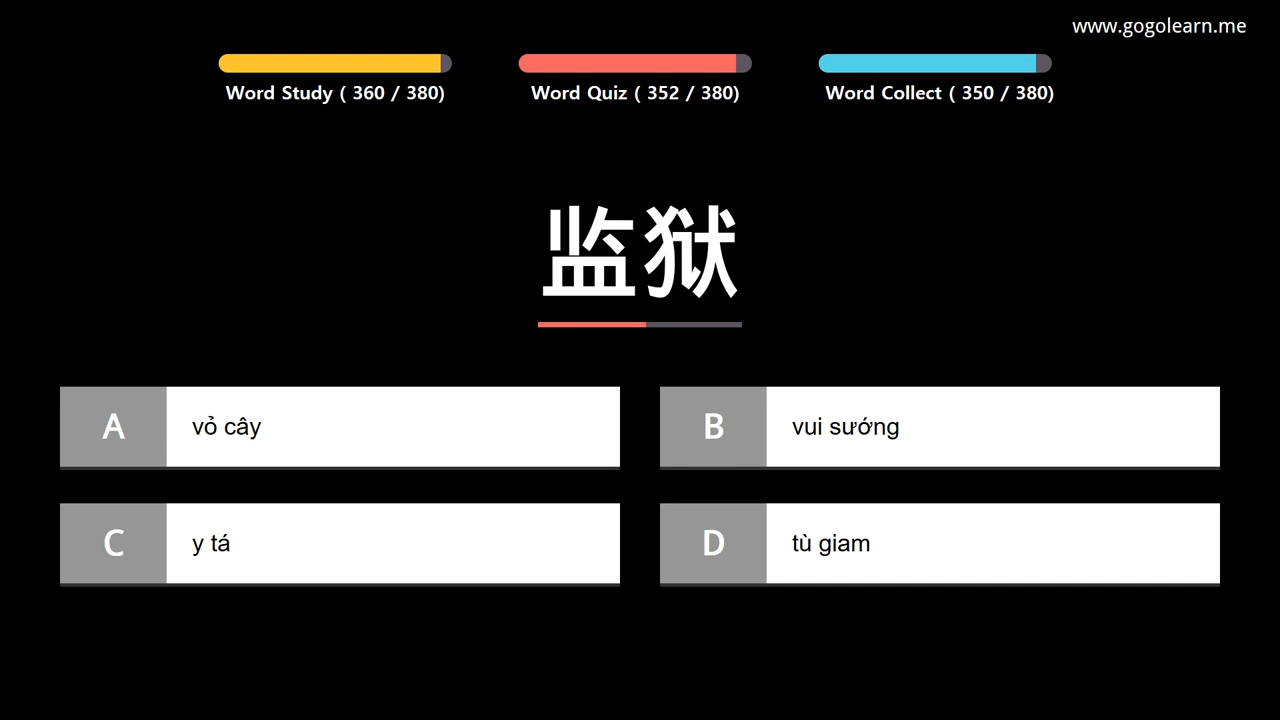 www.gogolearn.me
Word Study ( 360 / 380)
Word Quiz ( 352 / 380)
Word Collect ( 350 / 380)
监狱
A
vỏ cây
B
vui sướng
C
y tá
D
tù giam